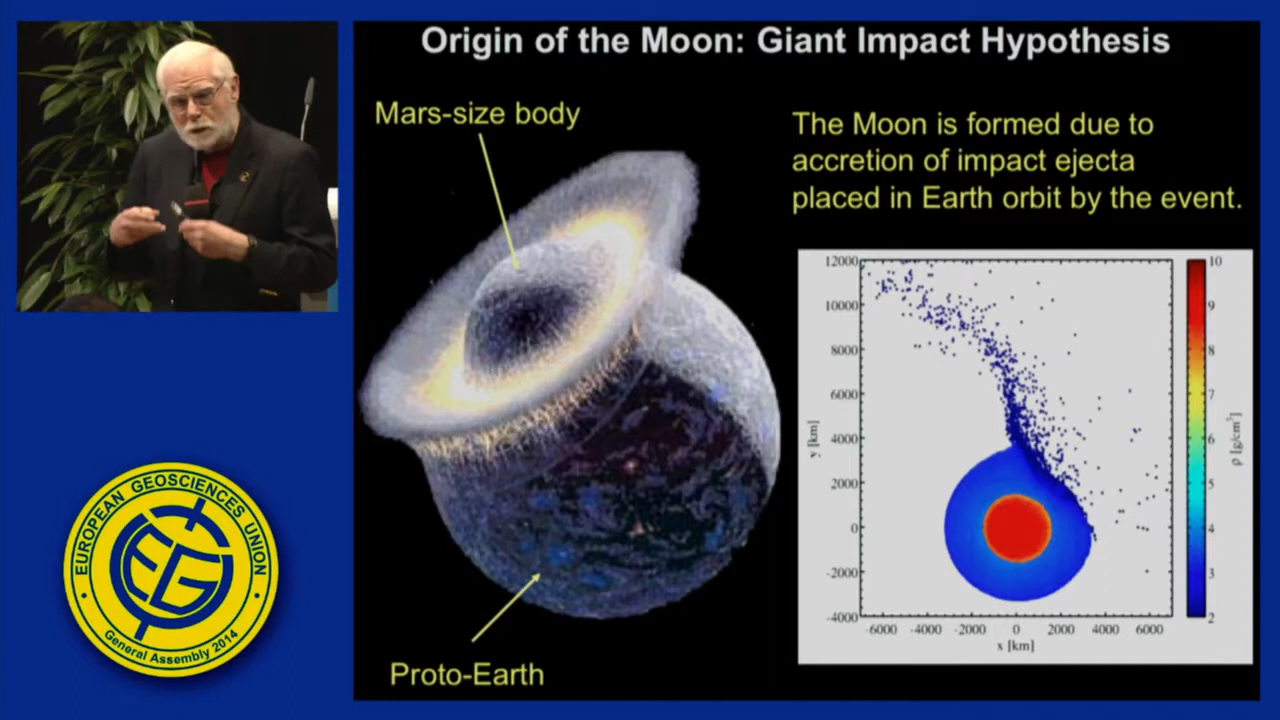 Origin of the Moon: Giant Impact Hypothesis
Mars-size body
The Moon is formed due to
accretion of impact ejecta
placed in Earth orbit by the event.
Proto-Earth
12000
10000
8000
6000
4000
2000
0
-2000
-4000
y [km]
-6000 -4000 -2000 0 2000 4000 6000
x [km]
10
9
8
7
6
5
4
3
2
ρ [g/cm³]
EUROPEAN GEOSCIENCES UNION
EGU
General Assembly 2014